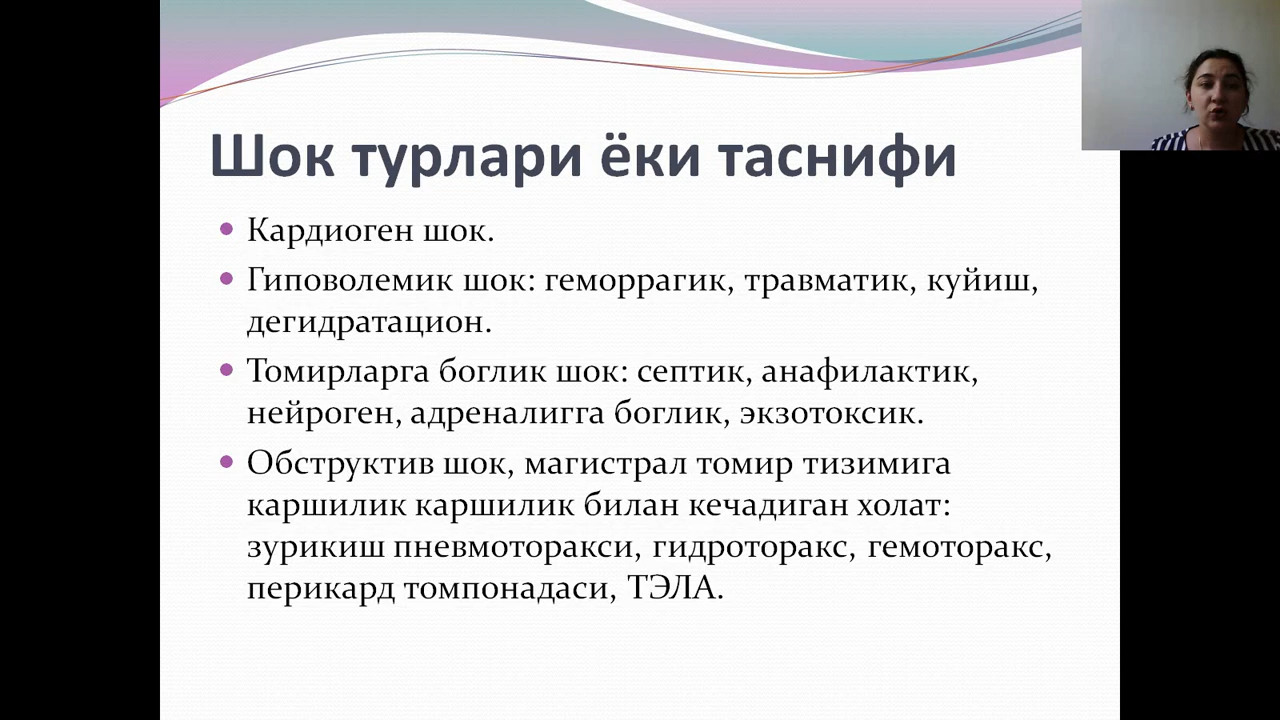 Шок турлари ёки таснифи
Кардиоген шок.
Гиповолемик шок: геморрагик, травматик, куйиш,
дегидратацион.
Томирларга боглик шок: септик, анафилактик,
нейроген, адреналигга боглик, экзотоксик.
Обструктив шок, магистрал томир тизимига
каршилик каршилик билан кечадиган холат:
зурикиш пневмоторакси, гидроторакс, гемоторакс,
перикард томпонадаси, ТЭЛА.